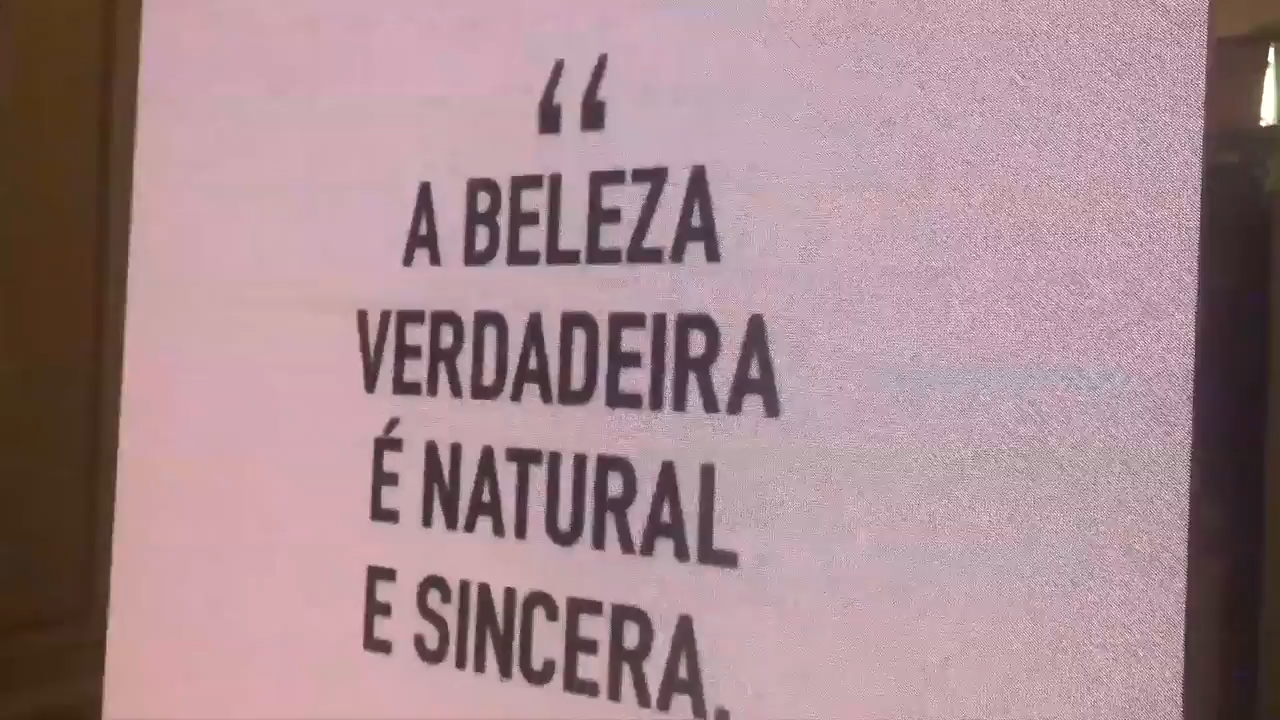 “
A BELEZA
VERDADEIRA
É NATURAL
E SINCERA.